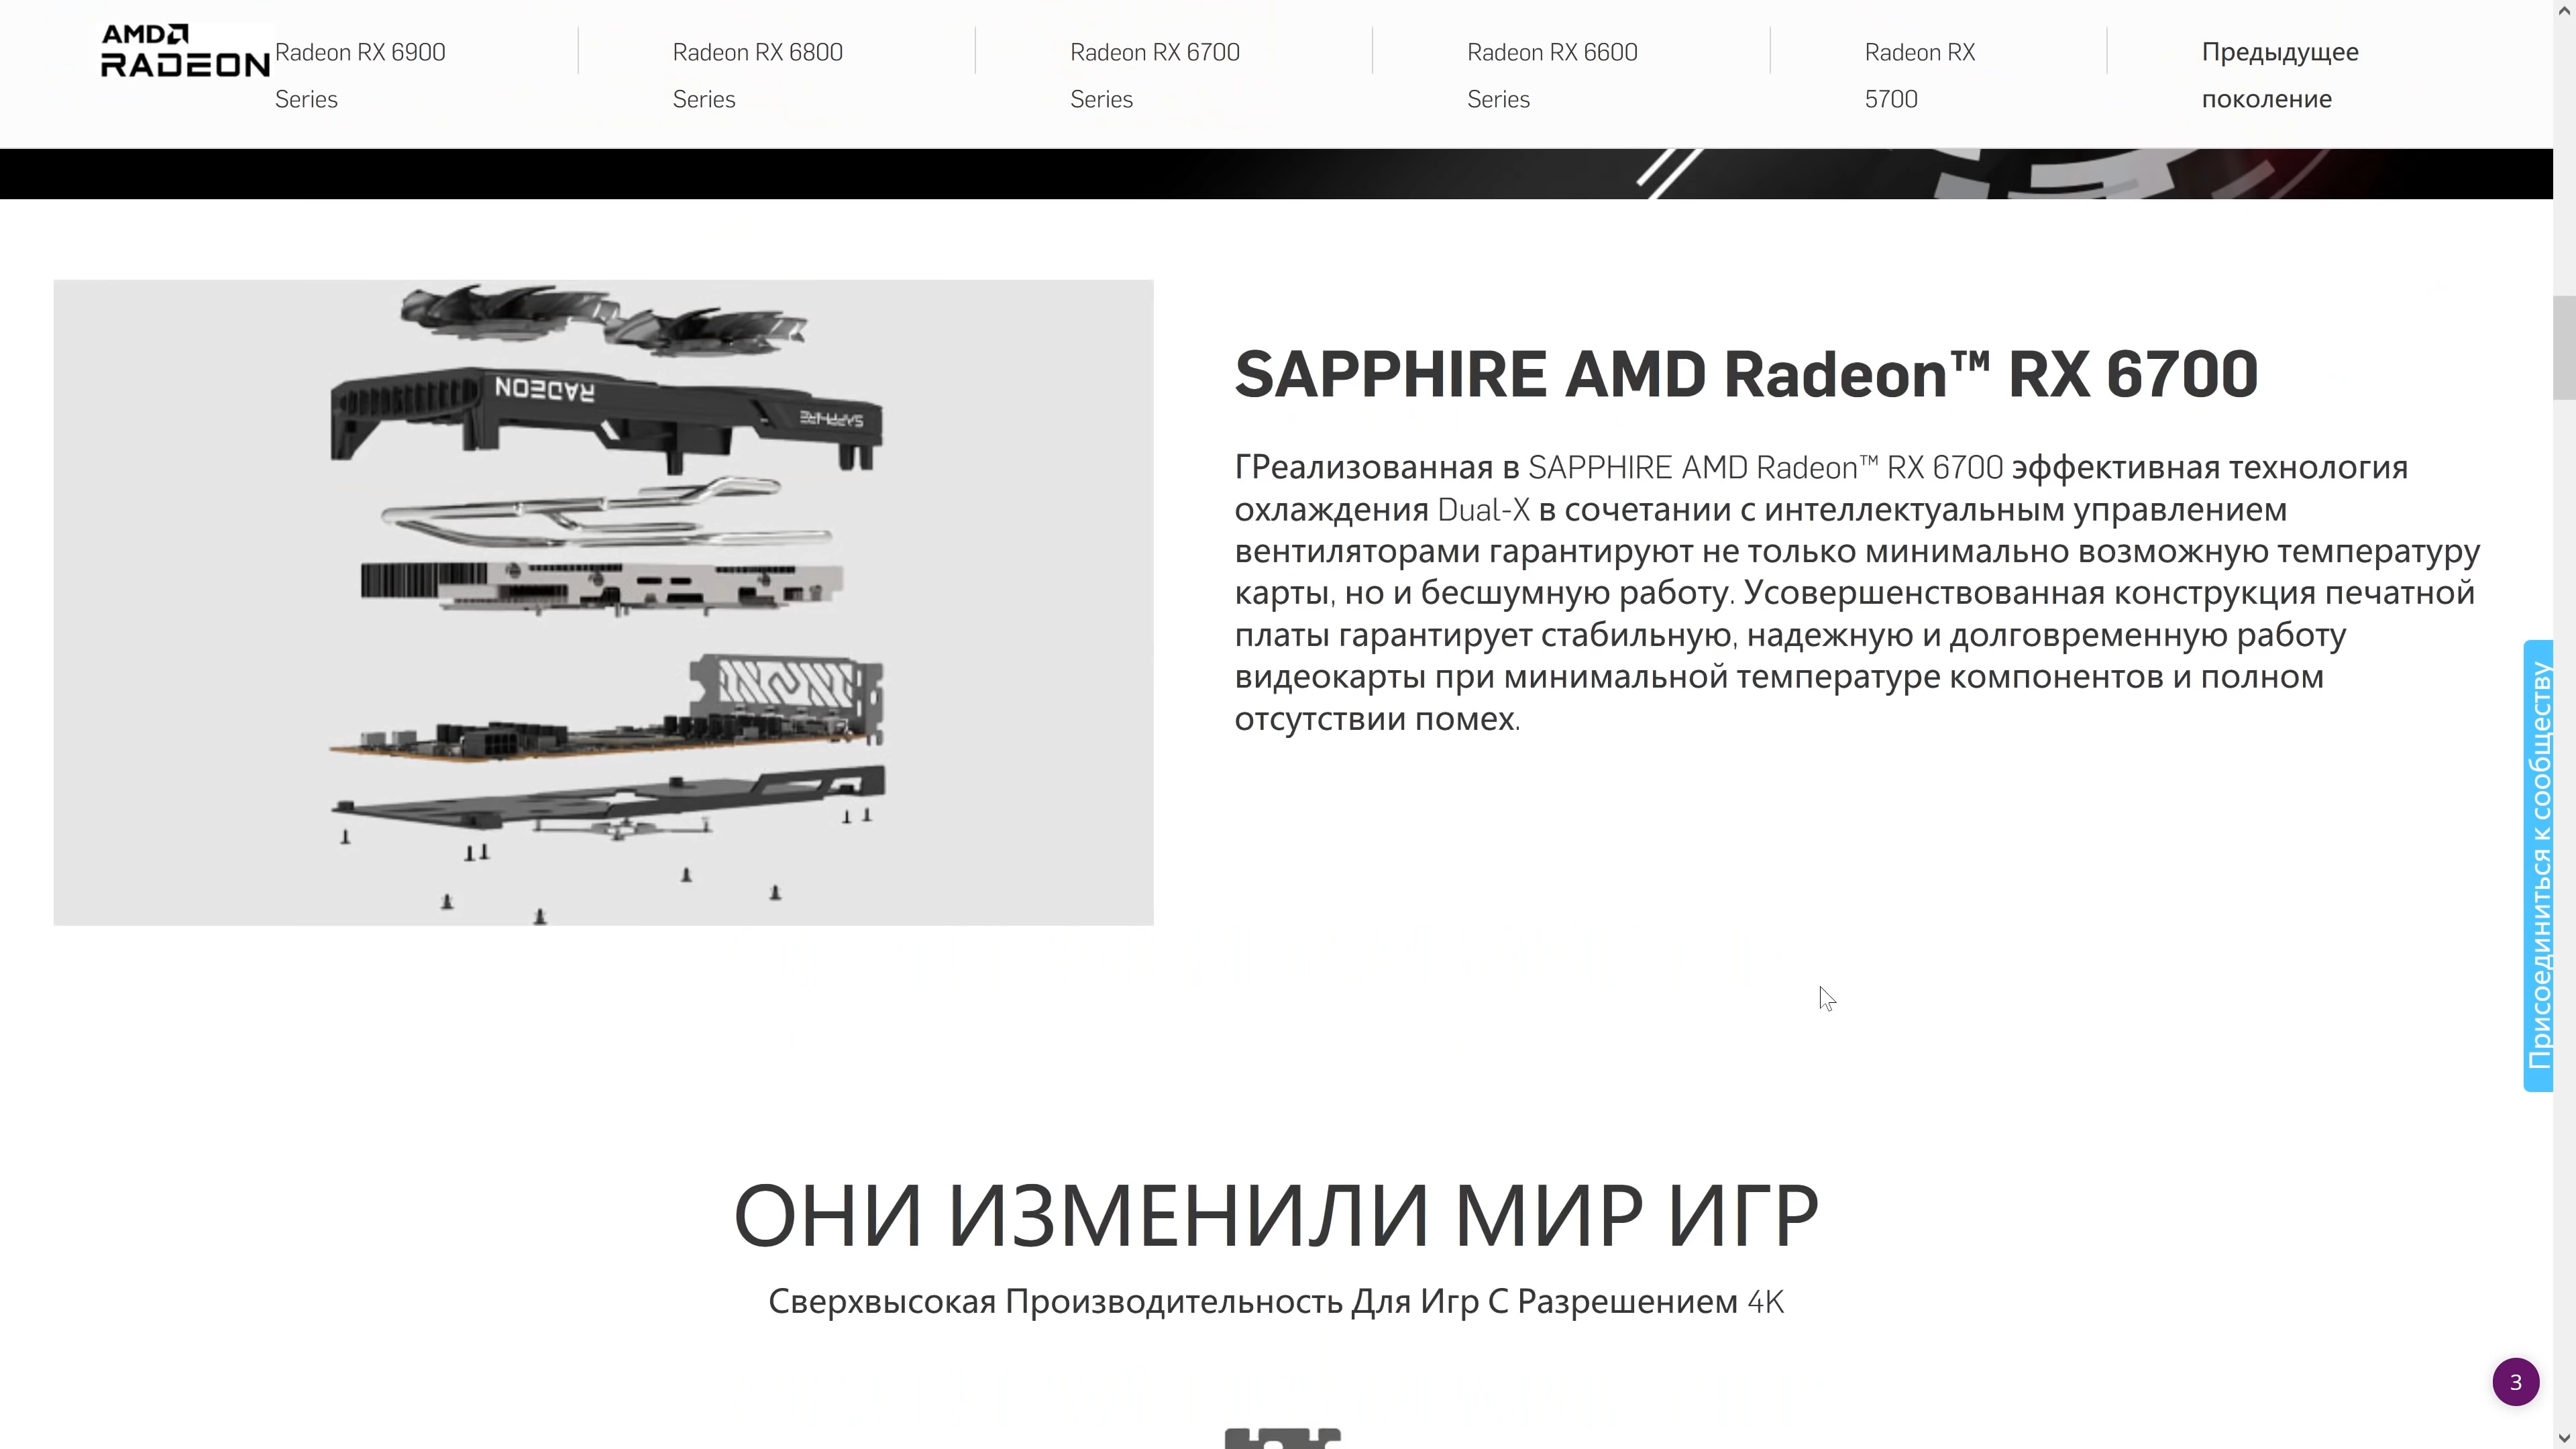 AMD
RADEON
Radeon RX 6900
Series
Radeon RX 6800
Series
Radeon RX 6700
Series
Radeon RX 6600
Series
Radeon RX
5700
Предыдущее
поколение
RADEON
SAPPHIRE
SAPPHIRE AMD Radeon™ RX 6700
ГРеализованная в SAPPHIRE AMD Radeon™ RX 6700 эффективная технология
охлаждения Dual-X в сочетании с интеллектуальным управлением
вентиляторами гарантируют не только минимально возможную температуру
карты, но и бесшумную работу. Усовершенствованная конструкция печатной
платы гарантирует стабильную, надежную и долговременную работу
видеокарты при минимальной температуре компонентов и полном
отсутствии помех.
Присоединиться к сообществу
ОНИ ИЗМЕНИЛИ МИР ИГР
Сверхвысокая Производительность Для Игр С Разрешением 4K
3